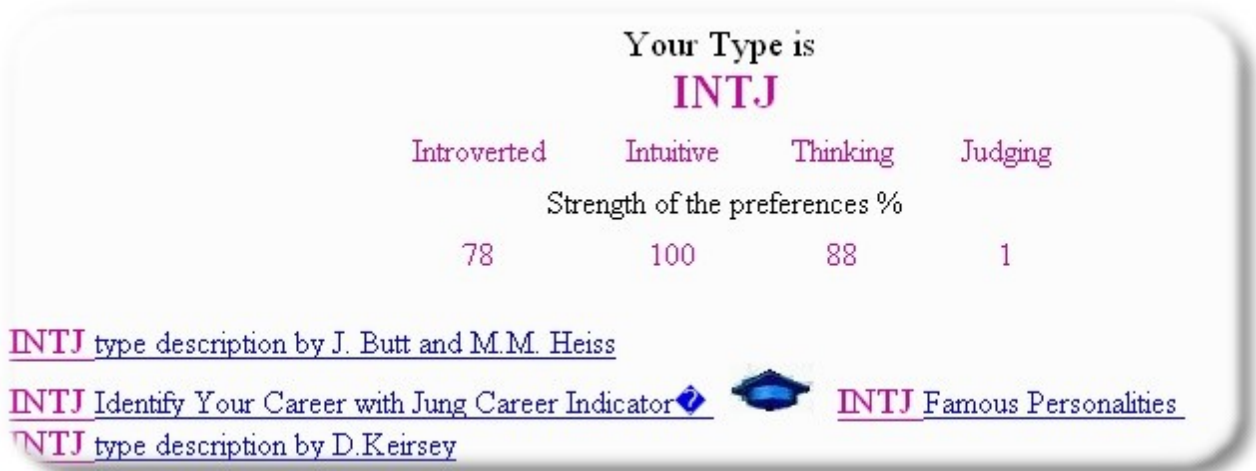 Your Type is
INTJ
Introverted Intuitive Thinking Judging
Strength of the preferences %
78 100 88 1
INTJ type description by J. Butt and M.M. Heiss
INTJ Identify Your Career with Jung Career Indicator� INTJ Famous Personalities
INTJ type description by D.Keirsey